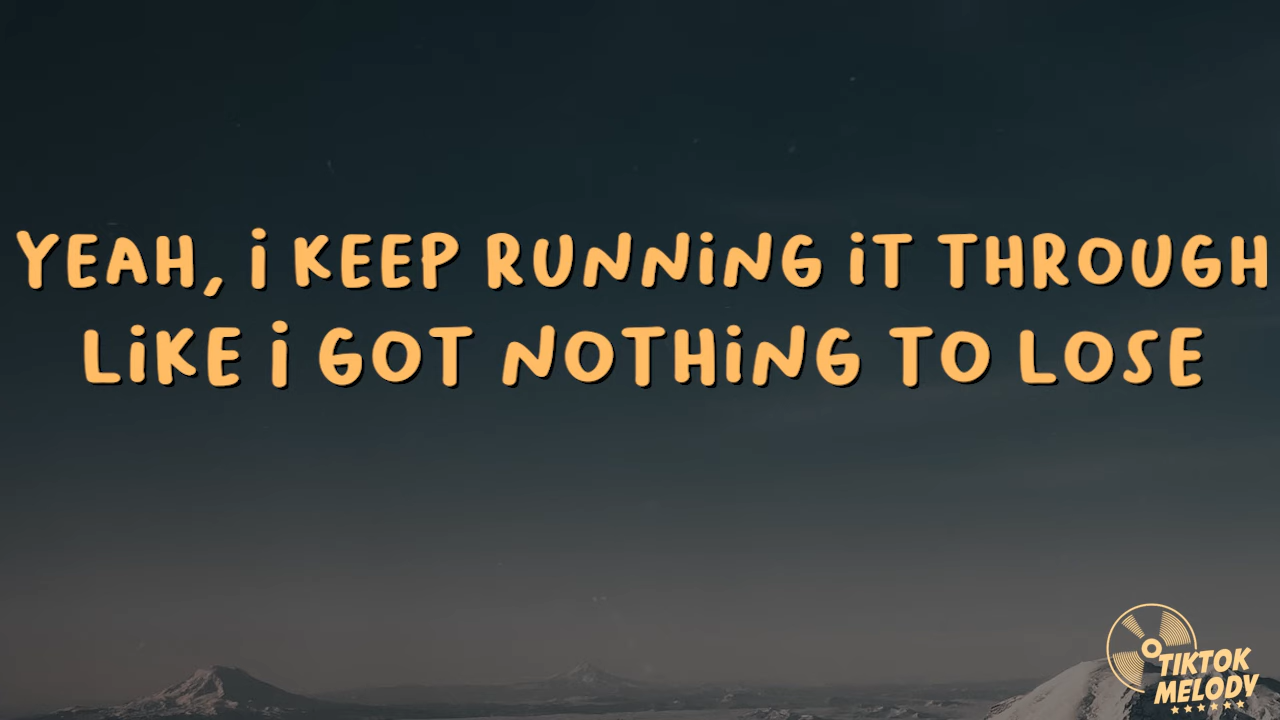 YEAH, i KEEP RUNNiNG iT THROUGH
LiKE i GOT NOTHiNG TO LOSE
TIKTOK
MELODY